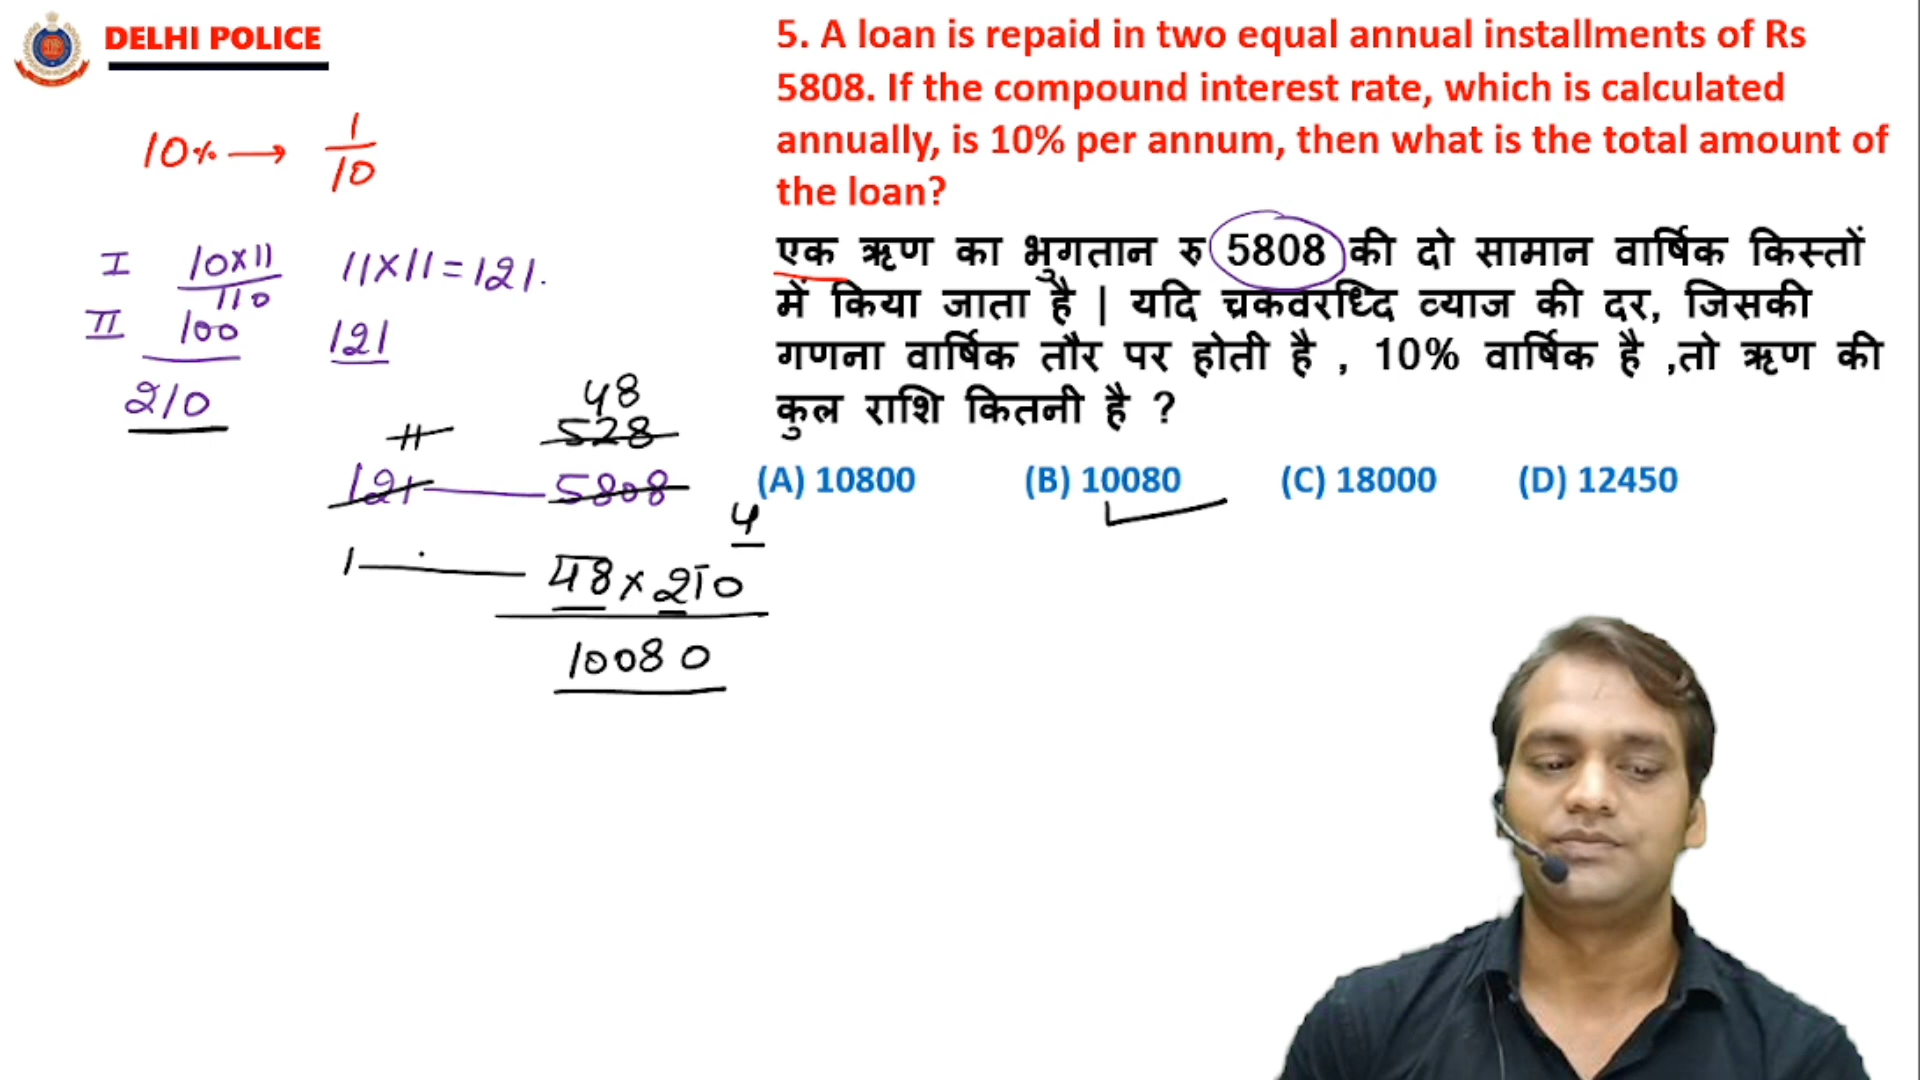 DELHI POLICE
5. A loan is repaid in two equal annual installments of Rs
5808. If the compound interest rate, which is calculated
annually, is 10% per annum, then what is the total amount of
the loan?
एक ऋण का भुगतान रु 5808 की दो सामान वार्षिक किस्तों
में किया जाता है | यदि च्रकवरध्दि व्याज की दर, जिसकी
गणना वार्षिक तौर पर होती है , 10% वार्षिक है ,तो ऋण की
कुल राशि कितनी है ?
(A) 10800 (B) 10080 (C) 18000 (D) 12450
10% → 1/10
I 10×11 11×11=121.
110
II 100 121
210
48
11 528
121 5808
4
1 48×210
10080